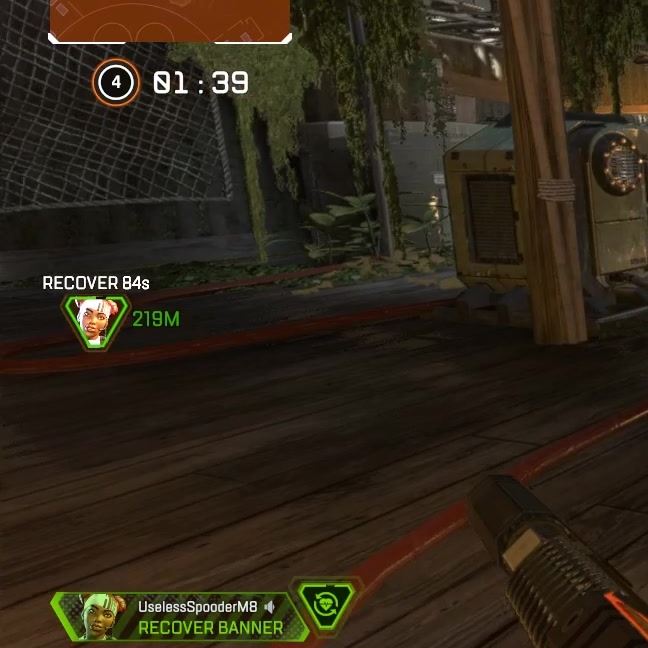 4 01:39
RECOVER 84s
219M
UselessSpooderM8
RECOVER BANNER